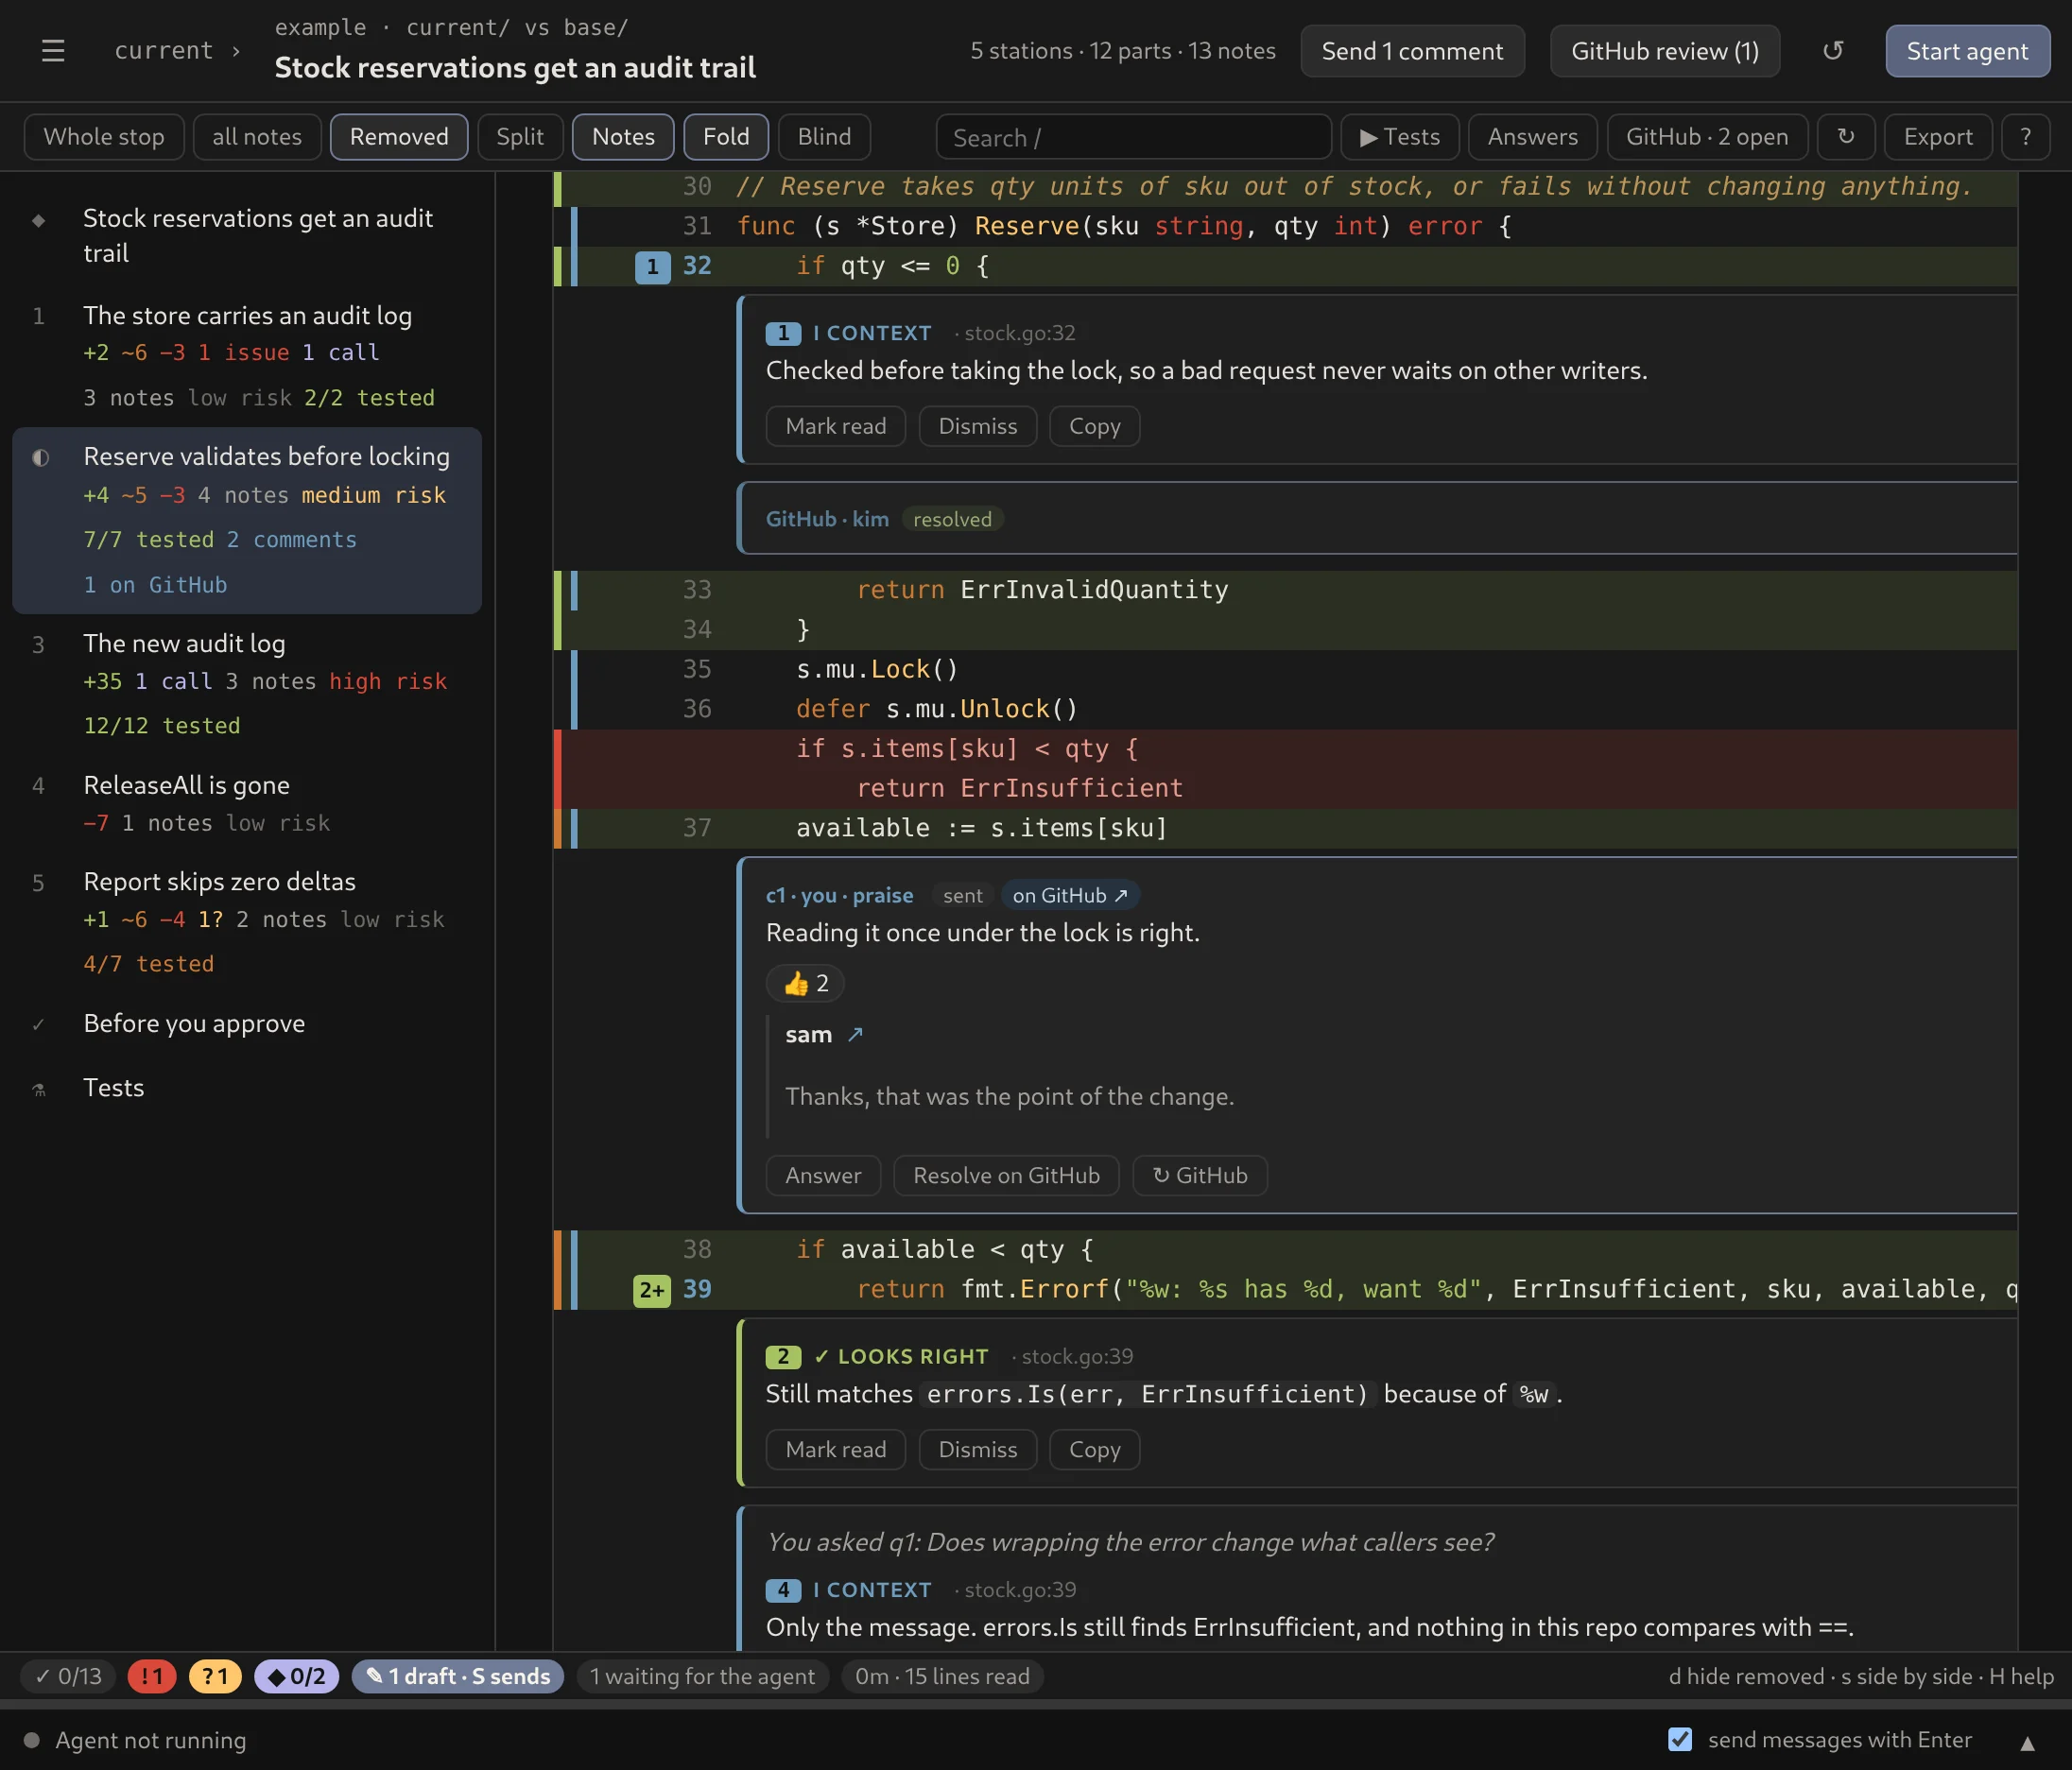 ☰ current › example · current/ vs base/
Stock reservations get an audit trail
5 stations · 12 parts · 13 notes
Send 1 comment
GitHub review (1)
↺
Start agent
Whole stop
all notes
Removed
Split
Notes
Fold
Blind
Search /
▶ Tests
Answers
GitHub · 2 open
↻
Export
?
◆ Stock reservations get an audit
trail
1 The store carries an audit log
+2 ~6 −3 1 issue 1 call
3 notes low risk 2/2 tested
◐ Reserve validates before locking
+4 ~5 −3 4 notes medium risk
7/7 tested 2 comments
1 on GitHub
3 The new audit log
+35 1 call 3 notes high risk
12/12 tested
4 ReleaseAll is gone
−7 1 notes low risk
5 Report skips zero deltas
+1 ~6 −4 1? 2 notes low risk
4/7 tested
✓ Before you approve
⚗ Tests
30 // Reserve takes qty units of sku out of stock, or fails without changing anything.
31 func (s *Store) Reserve(sku string, qty int) error {
1 32 if qty <= 0 {
1 I CONTEXT · stock.go:32
Checked before taking the lock, so a bad request never waits on other writers.
Mark read
Dismiss
Copy
GitHub · kim resolved
33 return ErrInvalidQuantity
34 }
35 s.mu.Lock()
36 defer s.mu.Unlock()
if s.items[sku] < qty {
return ErrInsufficient
37 available := s.items[sku]
c1 · you · praise sent on GitHub ↗
Reading it once under the lock is right.
👍 2
sam ↗
Thanks, that was the point of the change.
Answer
Resolve on GitHub
↻ GitHub
38 if available < qty {
2+ 39 return fmt.Errorf("%w: %s has %d, want %d", ErrInsufficient, sku, available, q
2 ✓ LOOKS RIGHT · stock.go:39
Still matches errors.Is(err, ErrInsufficient) because of %w.
Mark read
Dismiss
Copy
You asked q1: Does wrapping the error change what callers see?
4 I CONTEXT · stock.go:39
Only the message. errors.Is still finds ErrInsufficient, and nothing in this repo compares with ==.
✓ 0/13
! 1
? 1
◆ 0/2
✎ 1 draft · S sends
1 waiting for the agent
0m · 15 lines read
d hide removed · s side by side · H help
Agent not running
send messages with Enter
▲